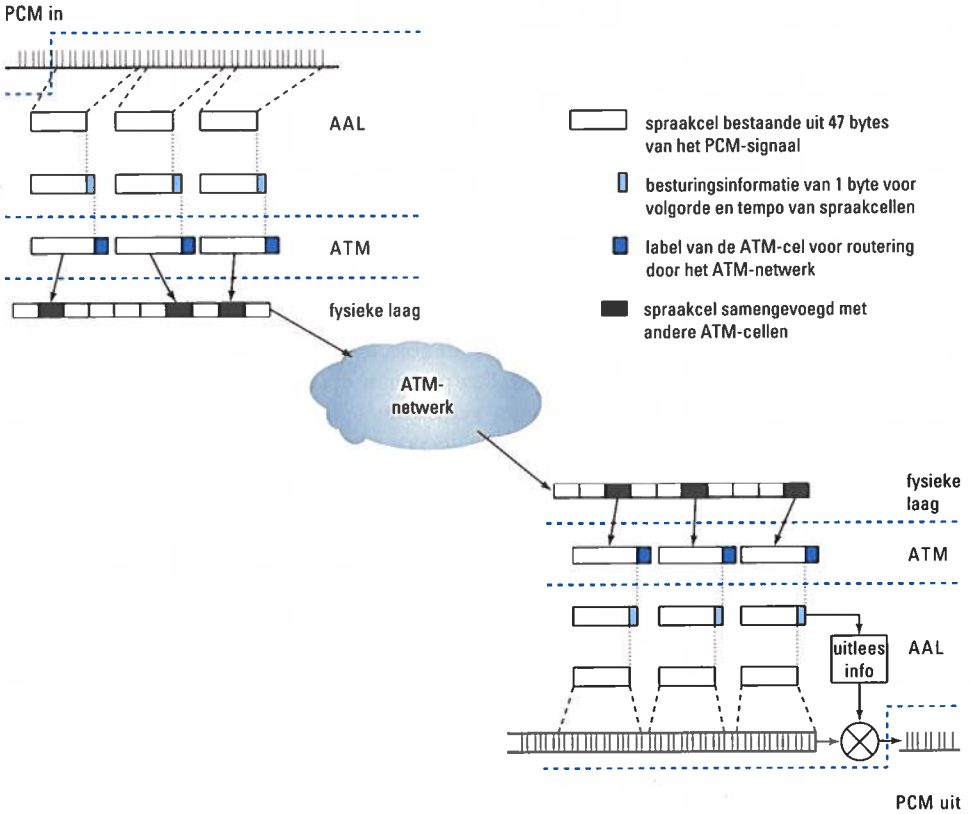 PCM in
AAL
ATM
fysieke laag
spraakcel bestaande uit 47 bytes
van het PCM-signaal
besturingsinformatie van 1 byte voor
volgorde en tempo van spraakcellen
label van de ATM-cel voor routering
door het ATM-netwerk
spraakcel samengevoegd met
andere ATM-cellen
ATM-
netwerk
fysieke
laag
ATM
AAL
uitlees
info
PCM uit